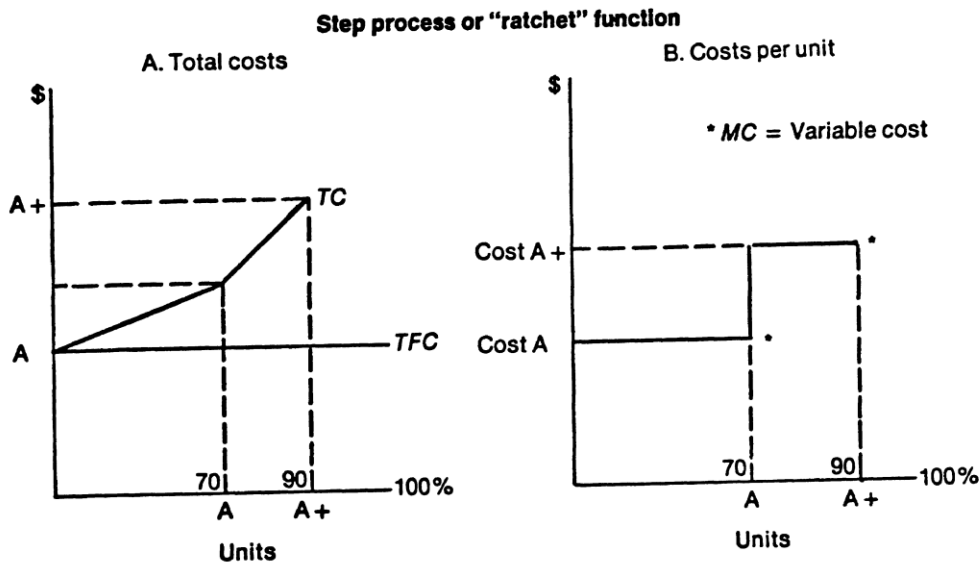 Step process or “ratchet” function
A. Total costs
$
A +
TC
A
TFC
70
90
100%
A
A +
Units
B. Costs per unit
$
* MC = Variable cost
Cost A +
*
Cost A
*
70
90
100%
A
A +
Units